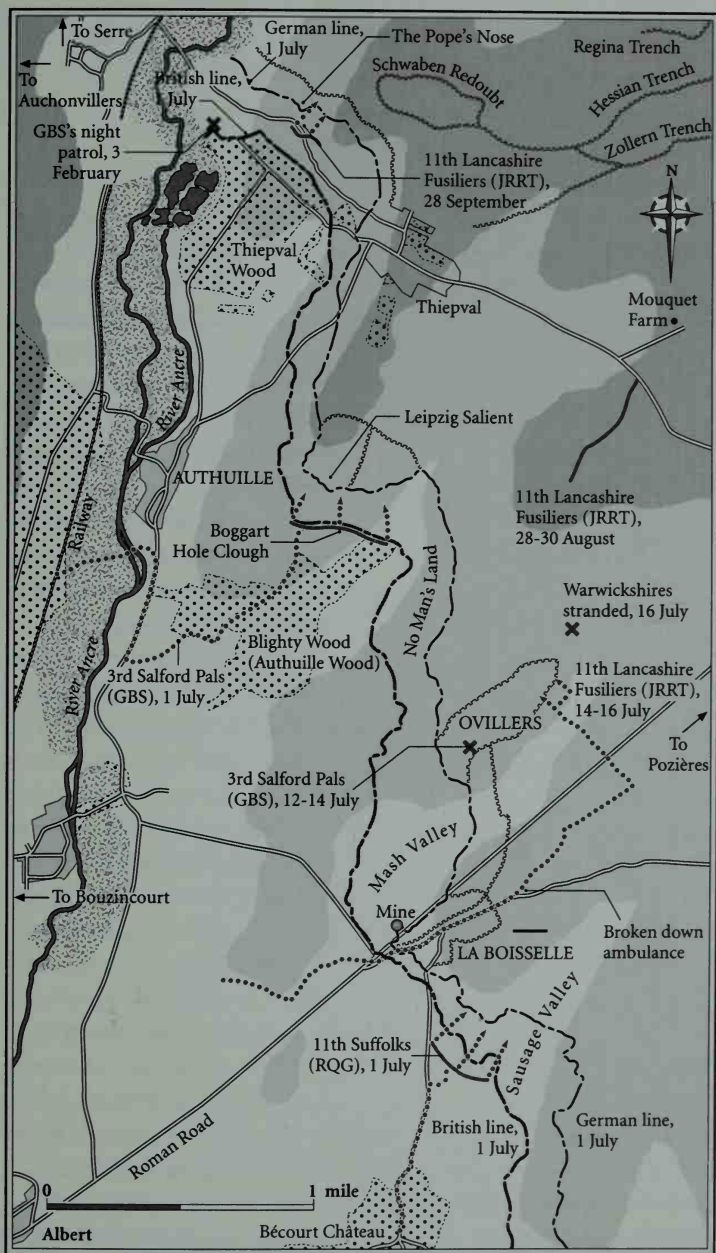 To Serre
German line,
1 July
The Pope's Nose
Regina Trench
To
Auchonvillers
British line,
July
Schwaben Redoubt
Hessian Trench
Zollern Trench
GBS's night
patrol, 3
February
11th Lancashire
Fusiliers (JRRT),
28 September
N
Thiepval
Wood
Thiepval
Mouquet
Farm
River Ancre
Leipzig Salient
Railway
AUTHUILLE
Boggart
Hole Clough
11th Lancashire
Fusiliers (JRRT),
28-30 August
No Man's Land
Warwickshires
stranded, 16 July
Blighty Wood
(Authuille Wood)
3rd Salford Pals
(GBS), 1 July
River Ancre
11th Lancashire
Fusiliers (JRRT),
14-16 July
OVILLERS
To
Pozières
3rd Salford Pals
(GBS), 12-14 July
Mash Valley
To Bouzincourt
Mine
LA BOISSELLE
Broken down
ambulance
Sausage Valley
11th Suffolks
(RQG), 1 July
British line,
1 July
German line,
1 July
Roman Road
0 1 mile
Albert
Bécourt Château